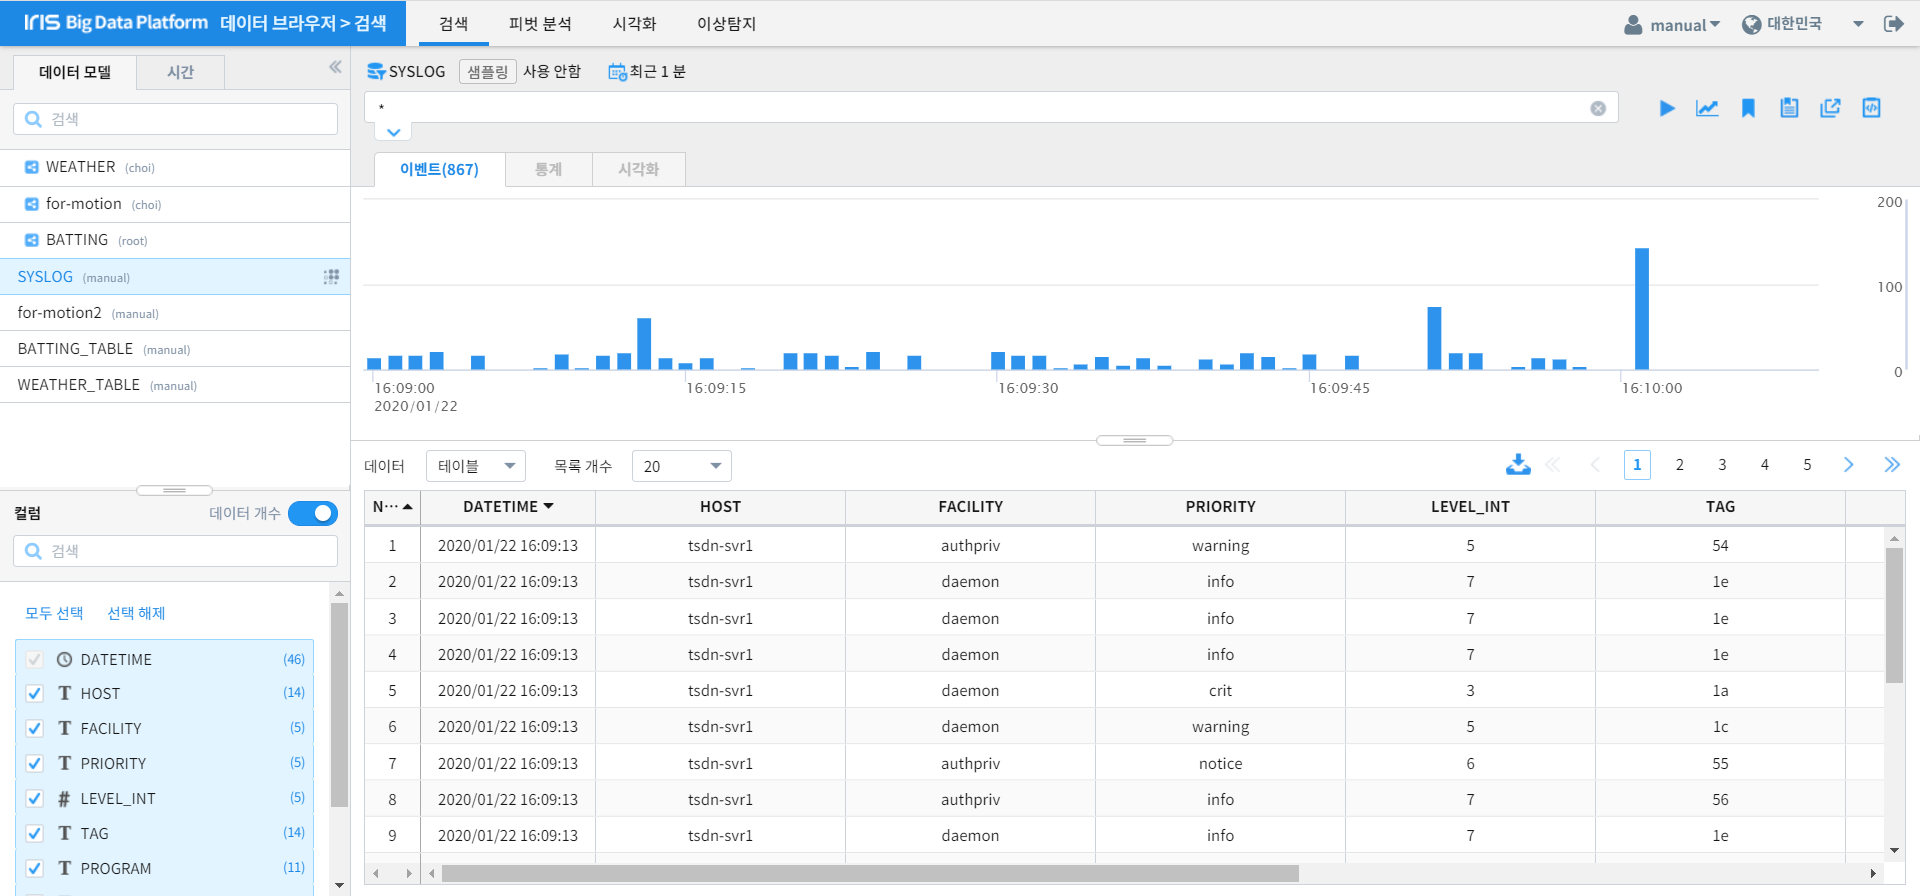 IRIS Big Data Platform 데이터 브라우저 > 검색
검색 피벗 분석 시각화 이상탐지
manual 대한민국
데이터 모델 시간
검색
WEATHER (choi)
for-motion (choi)
BATTING (root)
SYSLOG (manual)
for-motion2 (manual)
BATTING_TABLE (manual)
WEATHER_TABLE (manual)
컬럼 데이터 개수
검색
모두 선택 선택 해제
DATETIME (46)
T HOST (14)
T FACILITY (5)
T PRIORITY (5)
# LEVEL_INT (5)
T TAG (14)
T PROGRAM (11)
SYSLOG 샘플링 사용 안함 최근 1 분
*
이벤트(867) 통계 시각화
200
100
0
16:09:00 16:09:15 16:09:30 16:09:45 16:10:00
2020/01/22
데이터 테이블 목록 개수 20
1 2 3 4 5
N··· DATETIME HOST FACILITY PRIORITY LEVEL_INT TAG
1 2020/01/22 16:09:13 tsdn-svr1 authpriv warning 5 54
2 2020/01/22 16:09:13 tsdn-svr1 daemon info 7 1e
3 2020/01/22 16:09:13 tsdn-svr1 daemon info 7 1e
4 2020/01/22 16:09:13 tsdn-svr1 daemon info 7 1e
5 2020/01/22 16:09:13 tsdn-svr1 daemon crit 3 1a
6 2020/01/22 16:09:13 tsdn-svr1 daemon warning 5 1c
7 2020/01/22 16:09:13 tsdn-svr1 authpriv notice 6 55
8 2020/01/22 16:09:13 tsdn-svr1 authpriv info 7 56
9 2020/01/22 16:09:13 tsdn-svr1 daemon info 7 1e